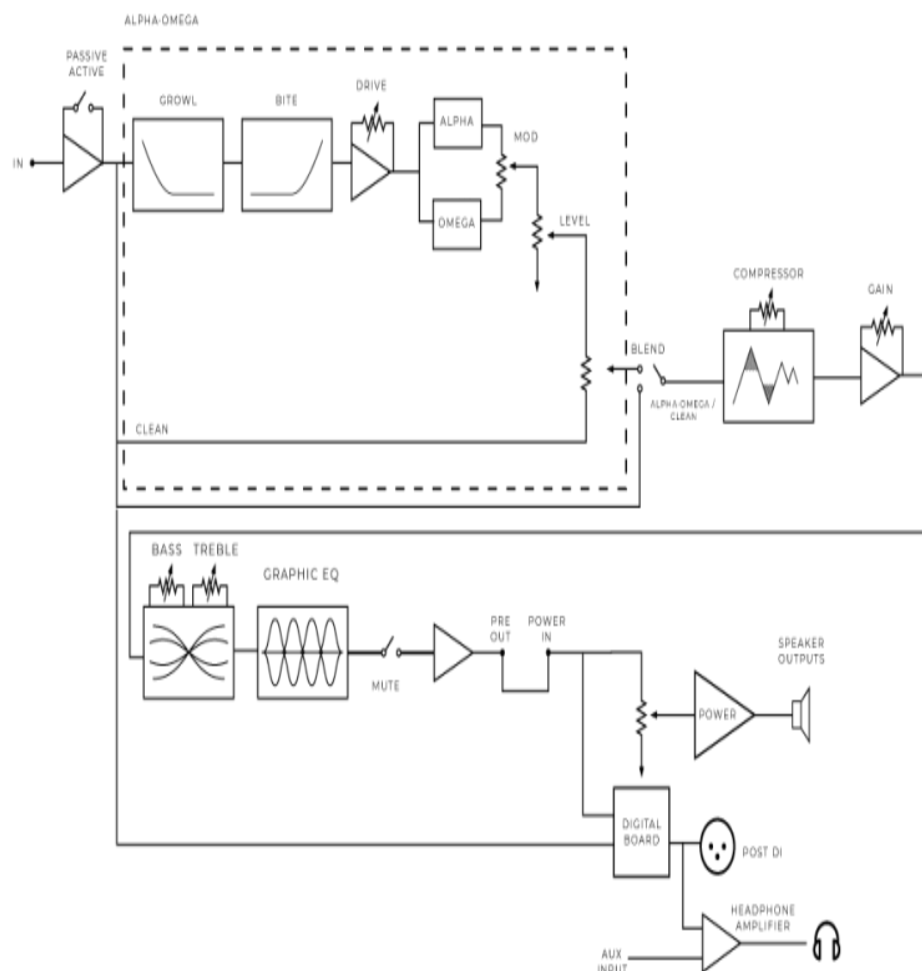 ALPHA·OMEGA
PASSIVE
ACTIVE
GROWL
BITE
DRIVE
ALPHA
MOD
IN
OMEGA
LEVEL
COMPRESSOR
GAIN
BLEND
ALPHA·OMEGA /
CLEAN
CLEAN
BASS
TREBLE
GRAPHIC EQ
PRE
OUT
POWER
IN
SPEAKER
OUTPUTS
MUTE
POWER
DIGITAL
BOARD
POST DI
HEADPHONE
AMPLIFIER
AUX
INPUT